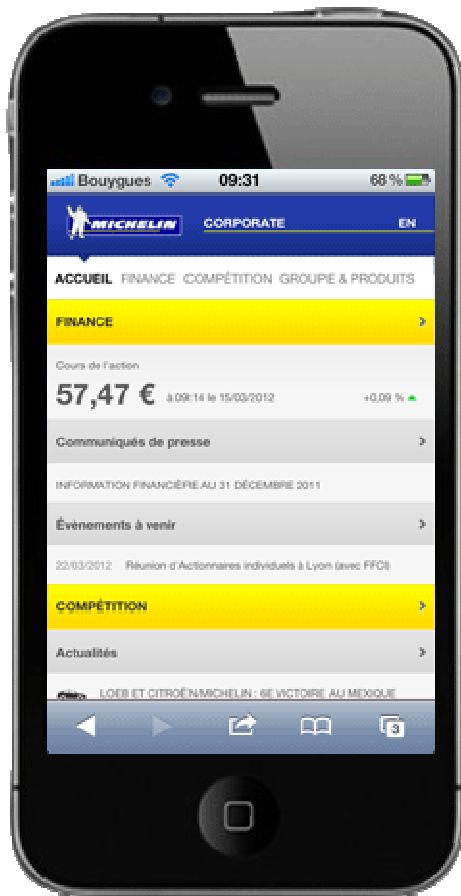 Bouygues 09:31 68 %
MICHELIN CORPORATE EN
ACCUEIL FINANCE COMPÉTITION GROUPE & PRODUITS
FINANCE
Cours de l'action
57,47 € à 09:14 le 15/03/2012 +0,09 %
Communiqués de presse
INFORMATION FINANCIÈRE AU 31 DÉCEMBRE 2011
Évènements à venir
22/03/2012 Réunion d'Actionnaires individuels à Lyon (avec FFCI)
COMPÉTITION
Actualités
LOEB ET CITROËN/MICHELIN : 6E VICTOIRE AU MEXIQUE
3